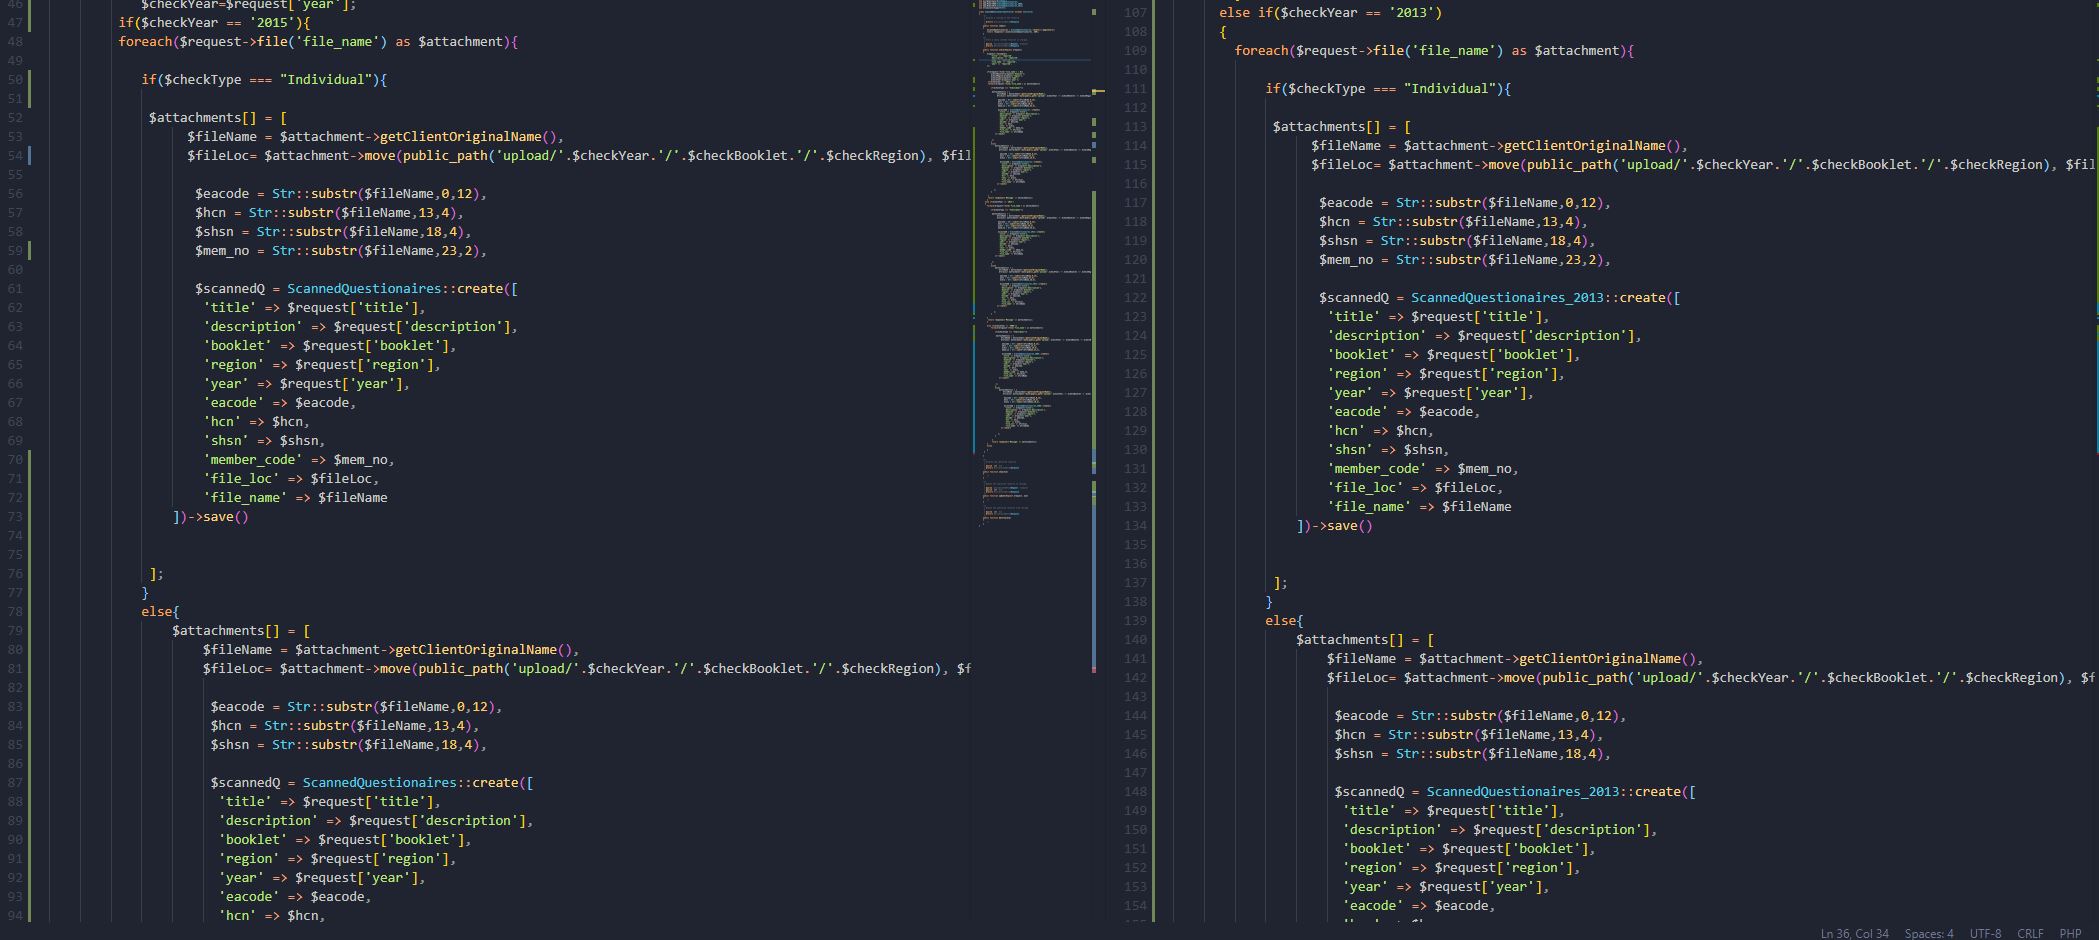 46 $checkYear=$request['year'];
47 if($checkYear == '2015'){
48 foreach($request->file('file_name') as $attachment){
49
50 if($checkType === "Individual"){
51
52 $attachments[] = [
53 $fileName = $attachment->getClientOriginalName(),
54 $fileLoc= $attachment->move(public_path('upload/'.$checkYear.'/'.$checkBooklet.'/'.$checkRegion), $fil
55
56 $eacode = Str::substr($fileName,0,12),
57 $hcn = Str::substr($fileName,13,4),
58 $shsn = Str::substr($fileName,18,4),
59 $mem_no = Str::substr($fileName,23,2),
60
61 $scannedQ = ScannedQuestionaires::create([
62 'title' => $request['title'],
63 'description' => $request['description'],
64 'booklet' => $request['booklet'],
65 'region' => $request['region'],
66 'year' => $request['year'],
67 'eacode' => $eacode,
68 'hcn' => $hcn,
69 'shsn' => $shsn,
70 'member_code' => $mem_no,
71 'file_loc' => $fileLoc,
72 'file_name' => $fileName
73 ])->save()
74
75
76 ];
77 }
78 else{
79 $attachments[] = [
80 $fileName = $attachment->getClientOriginalName(),
81 $fileLoc= $attachment->move(public_path('upload/'.$checkYear.'/'.$checkBooklet.'/'.$checkRegion), $f
82
83 $eacode = Str::substr($fileName,0,12),
84 $hcn = Str::substr($fileName,13,4),
85 $shsn = Str::substr($fileName,18,4),
86
87 $scannedQ = ScannedQuestionaires::create([
88 'title' => $request['title'],
89 'description' => $request['description'],
90 'booklet' => $request['booklet'],
91 'region' => $request['region'],
92 'year' => $request['year'],
93 'eacode' => $eacode,
94 'hcn' => $hcn,
107 else if($checkYear == '2013')
108 {
109 foreach($request->file('file_name') as $attachment){
110
111 if($checkType === "Individual"){
112
113 $attachments[] = [
114 $fileName = $attachment->getClientOriginalName(),
115 $fileLoc= $attachment->move(public_path('upload/'.$checkYear.'/'.$checkBooklet.'/'.$checkRegion), $fil
116
117 $eacode = Str::substr($fileName,0,12),
118 $hcn = Str::substr($fileName,13,4),
119 $shsn = Str::substr($fileName,18,4),
120 $mem_no = Str::substr($fileName,23,2),
121
122 $scannedQ = ScannedQuestionaires_2013::create([
123 'title' => $request['title'],
124 'description' => $request['description'],
125 'booklet' => $request['booklet'],
126 'region' => $request['region'],
127 'year' => $request['year'],
128 'eacode' => $eacode,
129 'hcn' => $hcn,
130 'shsn' => $shsn,
131 'member_code' => $mem_no,
132 'file_loc' => $fileLoc,
133 'file_name' => $fileName
134 ])->save()
135
136
137 ];
138 }
139 else{
140 $attachments[] = [
141 $fileName = $attachment->getClientOriginalName(),
142 $fileLoc= $attachment->move(public_path('upload/'.$checkYear.'/'.$checkBooklet.'/'.$checkRegion), $f
143
144 $eacode = Str::substr($fileName,0,12),
145 $hcn = Str::substr($fileName,13,4),
146 $shsn = Str::substr($fileName,18,4),
147
148 $scannedQ = ScannedQuestionaires_2013::create([
149 'title' => $request['title'],
150 'description' => $request['description'],
151 'booklet' => $request['booklet'],
152 'region' => $request['region'],
153 'year' => $request['year'],
154 'eacode' => $eacode,
Ln 36, Col 34 Spaces: 4 UTF-8 CRLF PHP